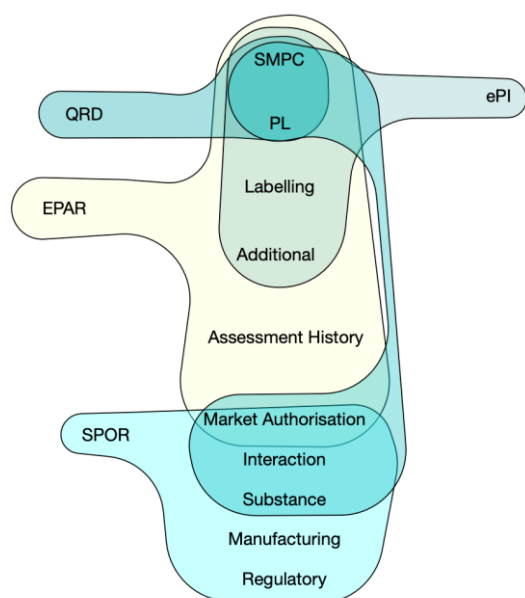 SMPC
ePI
QRD
PL
Labelling
EPAR
Additional
Assessment History
Market Authorisation
SPOR
Interaction
Substance
Manufacturing
Regulatory